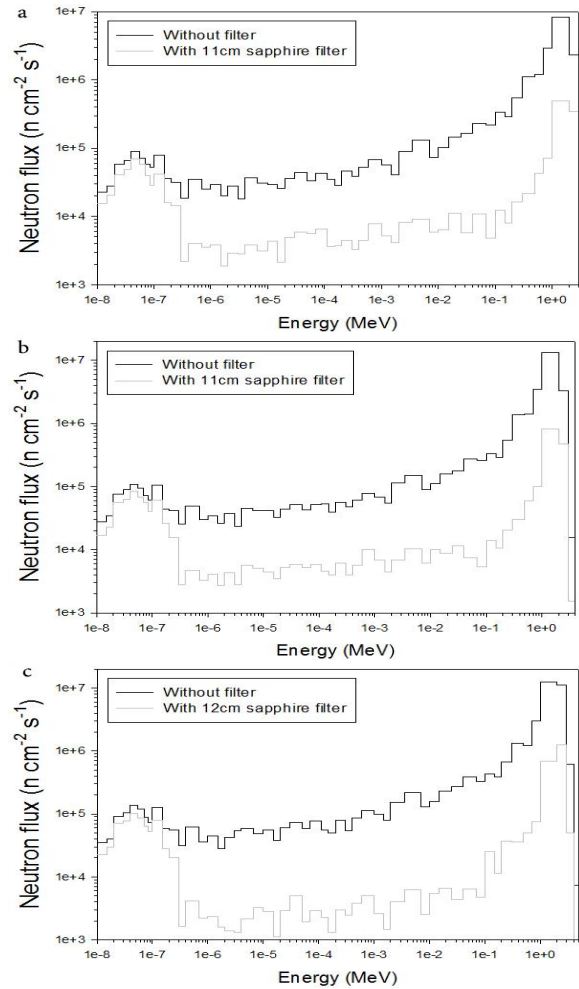 a
1e+7
1e+6
1e+5
1e+4
1e+3
Neutron flux (n cm⁻² s⁻¹)
Without filter
With 11cm sapphire filter
1e-8 1e-7 1e-6 1e-5 1e-4 1e-3 1e-2 1e-1 1e+0
Energy (MeV)
b
1e+7
1e+6
1e+5
1e+4
1e+3
Neutron flux (n cm⁻² s⁻¹)
Without filter
With 11cm sapphire filter
1e-8 1e-7 1e-6 1e-5 1e-4 1e-3 1e-2 1e-1 1e+0
Energy (MeV)
c
1e+7
1e+6
1e+5
1e+4
1e+3
Neutron flux (n cm⁻² s⁻¹)
Without filter
With 12cm sapphire filter
1e-8 1e-7 1e-6 1e-5 1e-4 1e-3 1e-2 1e-1 1e+0
Energy (MeV)